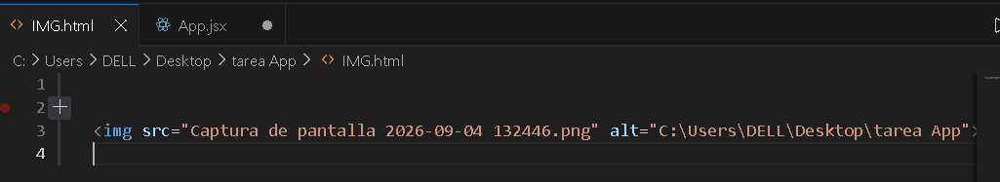 IMG.html
App.jsx
C: > Users > DELL > Desktop > tarea App > IMG.html
1
2
3 <img src="Captura de pantalla 2026-09-04 132446.png" alt="C:\Users\DELL\Desktop\tarea App">
4